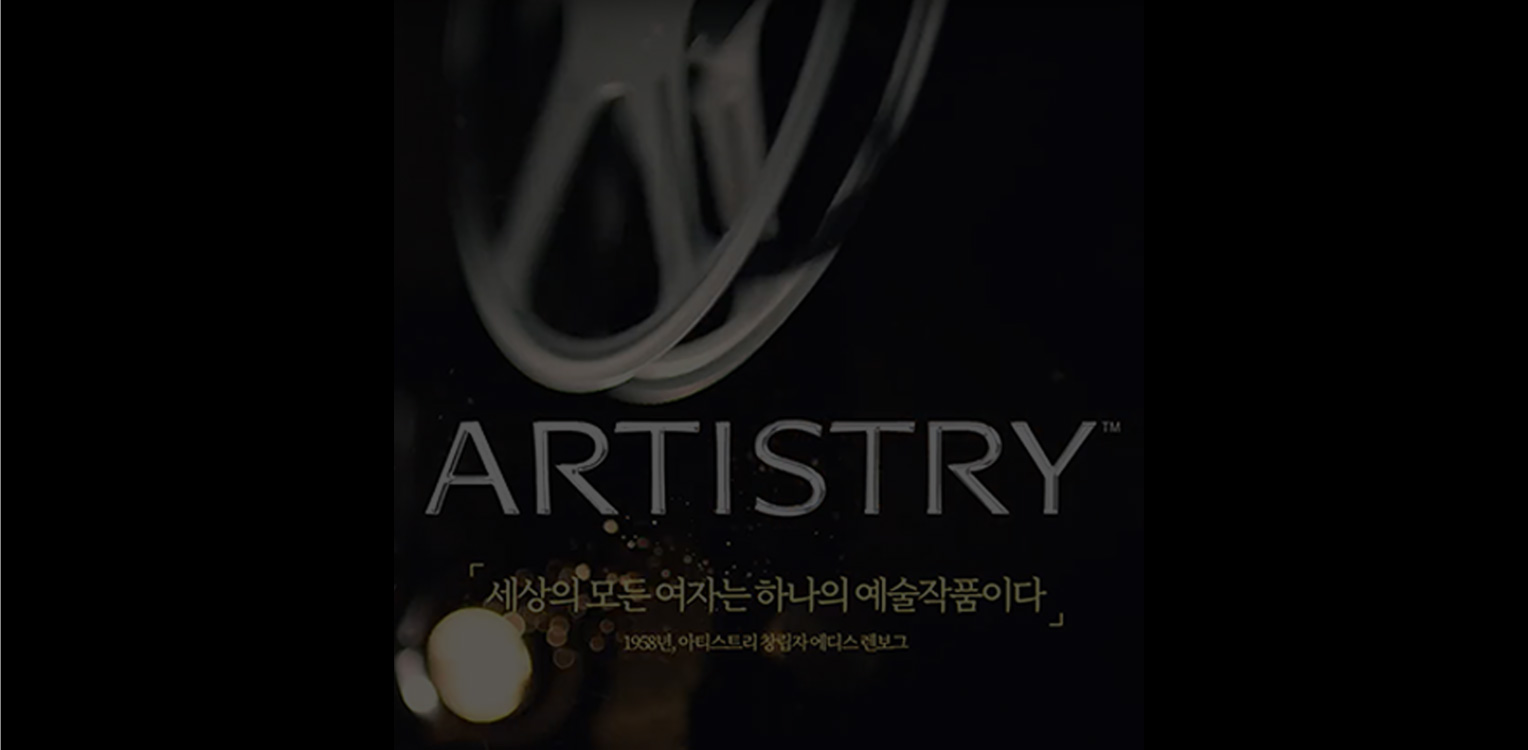 ARTISTRY™
「세상의 모든 여자는 하나의 예술작품이다」
1958년, 아티스트리 창립자 에디스 렌보그